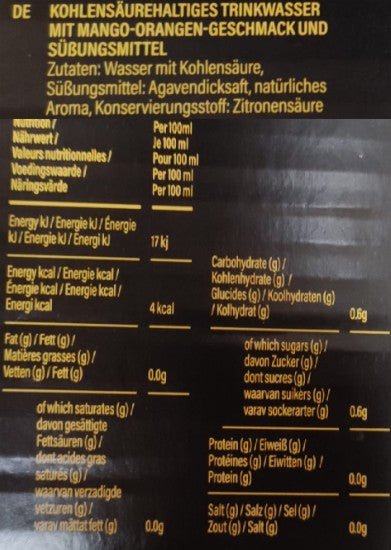 DE KOHLENSÄUREHALTIGES TRINKWASSER
MIT MANGO-ORANGEN-GESCHMACK UND
SÜßUNGSMITTEL
Zutaten: Wasser mit Kohlensäure,
Süßungsmittel: Agavendicksaft, natürliches
Aroma, Konservierungsstoff: Zitronensäure
Nutrition / Per 100ml
Nährwert / Je 100 ml
Valeurs nutritionnelles / Pour 100 ml
Voedingswaarde / Per 100 ml
Näringsvärde Per 100 ml
Energy kJ / Energie kJ / Énergie
kJ / Energie kJ / Energi kJ 17 kj
Energy kcal / Energie kcal /
Énergie kcal / Energie kcal /
Energi kcal 4 kcal
Fat (g) / Fett (g) /
Matières grasses (g) /
Vetten (g) / Fett (g) 0.0g
of which saturates (g) /
davon gesättigte
Fettsäuren (g) /
dont acides gras
saturés (g) /
waarvan verzadigde
vetzuren (g) /
varav mättat fett (g) 0.0g
Carbohydrate (g) /
Kohlenhydrate (g) /
Glucides (g) / Koolhydraten (g)
/ Kolhydrat (g) 0.6g
of which sugars (g) /
davon Zucker (g) /
dont sucres (g) /
waarvan suikers (g) /
varav sockerarter (g) 0.6g
Protein (g) / Eiweiß (g) /
Protéines (g) / Eiwitten (g) /
Protein (g) 0.0g
Salt (g) / Salz (g) / Sel (g) /
Zout (g) / Salt (g) 0.0g